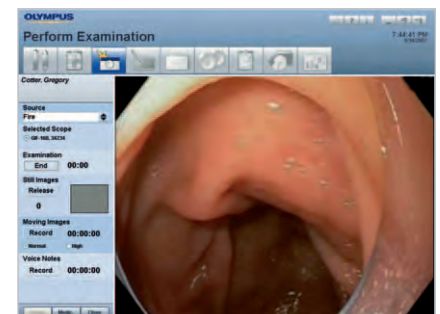 OLYMPUS
Perform Examination
7:44:41 PM
Cotter, Gregory
Source
Fire
Selected Scope
Examination
End 00:00
Still Images
Release
0
Moving Images
Record 00:00:00
Normal High
Voice Notes
Record 00:00:00
Close